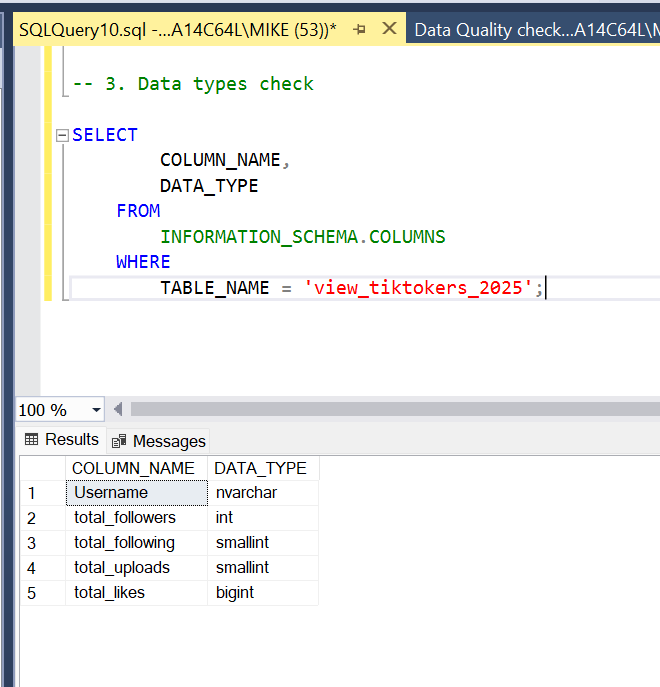 SQLQuery10.sql -...A14C64L\MIKE (53))*
Data Quality check...A14C64L\M
-- 3. Data types check
SELECT
COLUMN_NAME,
DATA_TYPE
FROM
INFORMATION_SCHEMA.COLUMNS
WHERE
TABLE_NAME = 'view_tiktokers_2025';
100 %
Results Messages
COLUMN_NAME DATA_TYPE
1 Username nvarchar
2 total_followers int
3 total_following smallint
4 total_uploads smallint
5 total_likes bigint